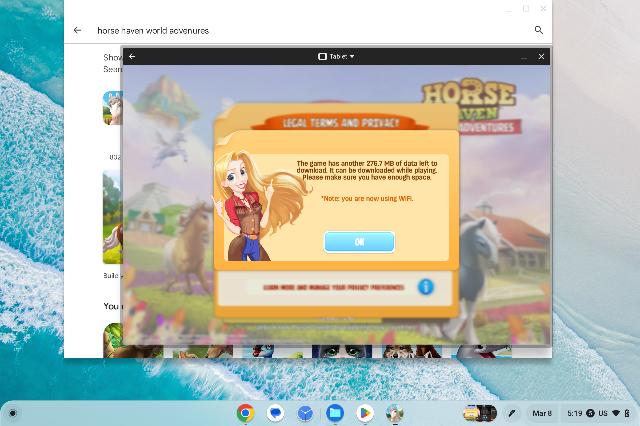 horse haven world advenures
Tablet
Show
Sear
HORSE
HAVEN
ADVENTURES
LEGAL TERMS AND PRIVACY
The game has another 276.7 MB of data left to
download. It can be downloaded while playing.
Please make sure you have enough space.
*Note: you are now using WiFi.
OK
LEARN MORE AND MANAGE YOUR PRIVACY PREFERENCES
832
Build y
You
Mar 8
5:19
US